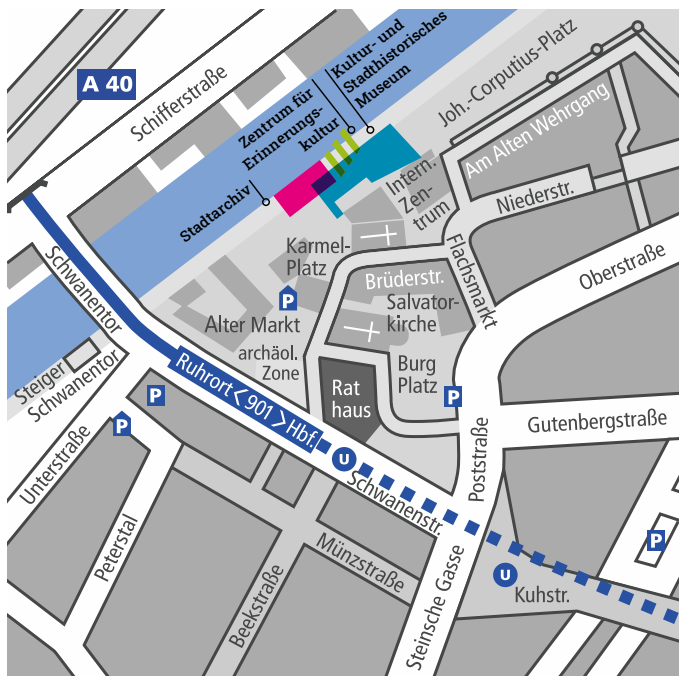 A 40
Schifferstraße
Zentrum für
Erinnerungs-
kultur
Kultur- und
Stadthistorisches
Museum
Stadtarchiv
Joh.-Corputius-Platz
Am Alten Wehrgang
Intern.
Zen-
trum
Niederstr.
Karmel-
Platz
Flachsmarkt
Oberstraße
Brüderstr.
Salvator-
kirche
P
Alter Markt
archäol.
Zone
Burg
Platz
P
Rat
haus
Schwanentor
Steiger
Schwanentor
Ruhrort < 901 > Hbf.
P
P
U
Unterstraße
Peterstal
Schwanenstr.
Poststraße
Gutenbergstraße
P
Münzstraße
Beekstraße
Steinsche Gasse
U
Kuhstr.